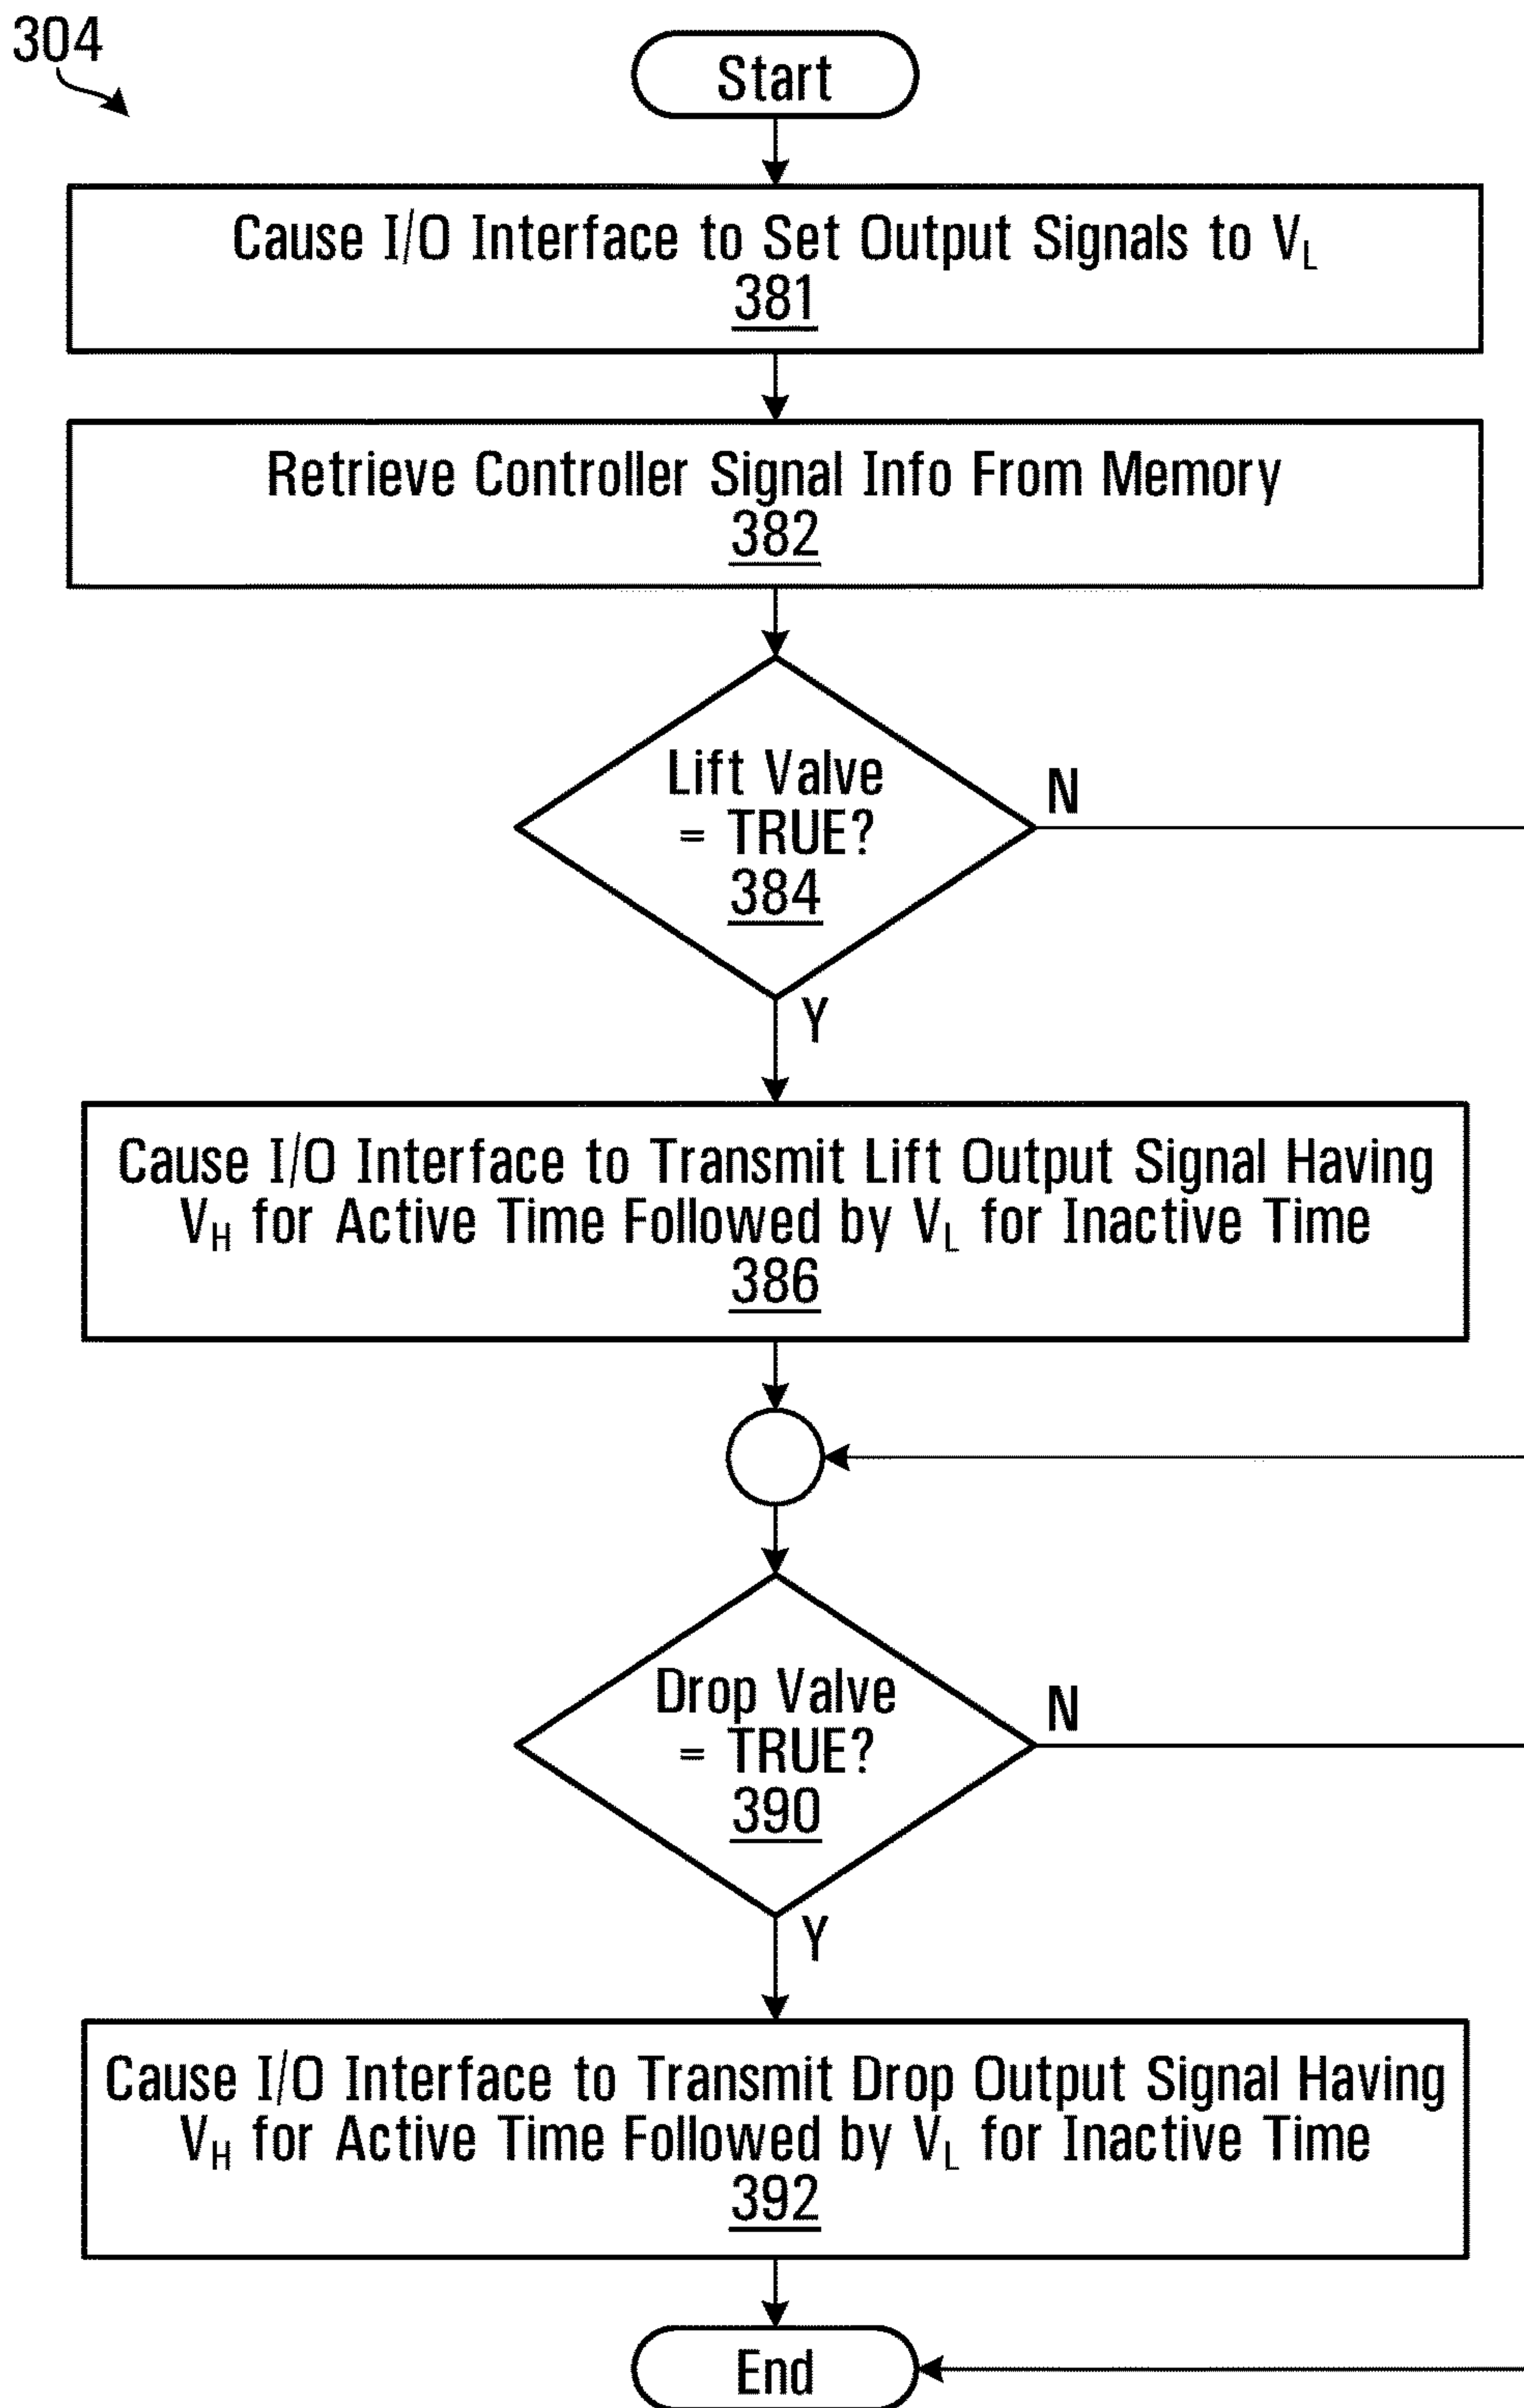 304
Start
Cause I/O Interface to Set Output Signals to VL
381
Retrieve Controller Signal Info From Memory
382
Lift Valve
= TRUE?
384
N
Y
Cause I/O Interface to Transmit Lift Output Signal Having
VH for Active Time Followed by VL for Inactive Time
386
Drop Valve
= TRUE?
390
N
Y
Cause I/O Interface to Transmit Drop Output Signal Having
VH for Active Time Followed by VL for Inactive Time
392
End